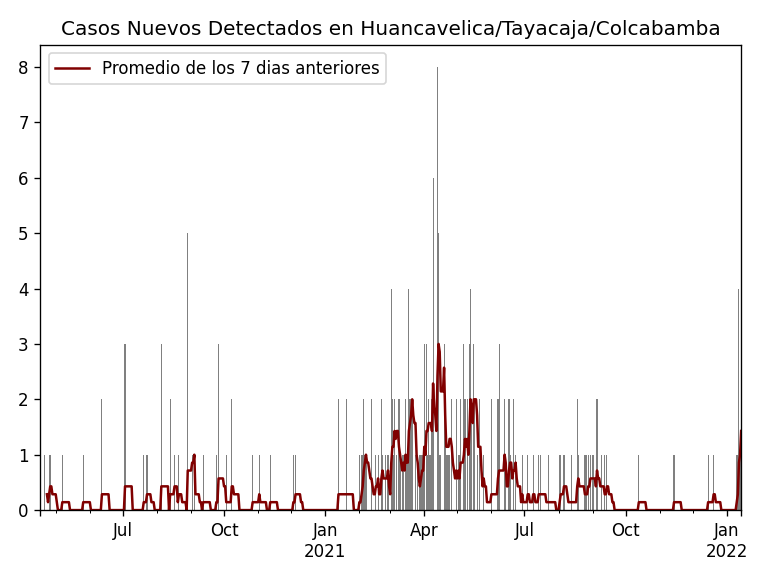 Casos Nuevos Detectados en Huancavelica/Tayacaja/Colcabamba
Promedio de los 7 dias anteriores
8
7
6
5
4
3
2
1
0
Jul
Oct
Jan
2021
Apr
Jul
Oct
Jan
2022